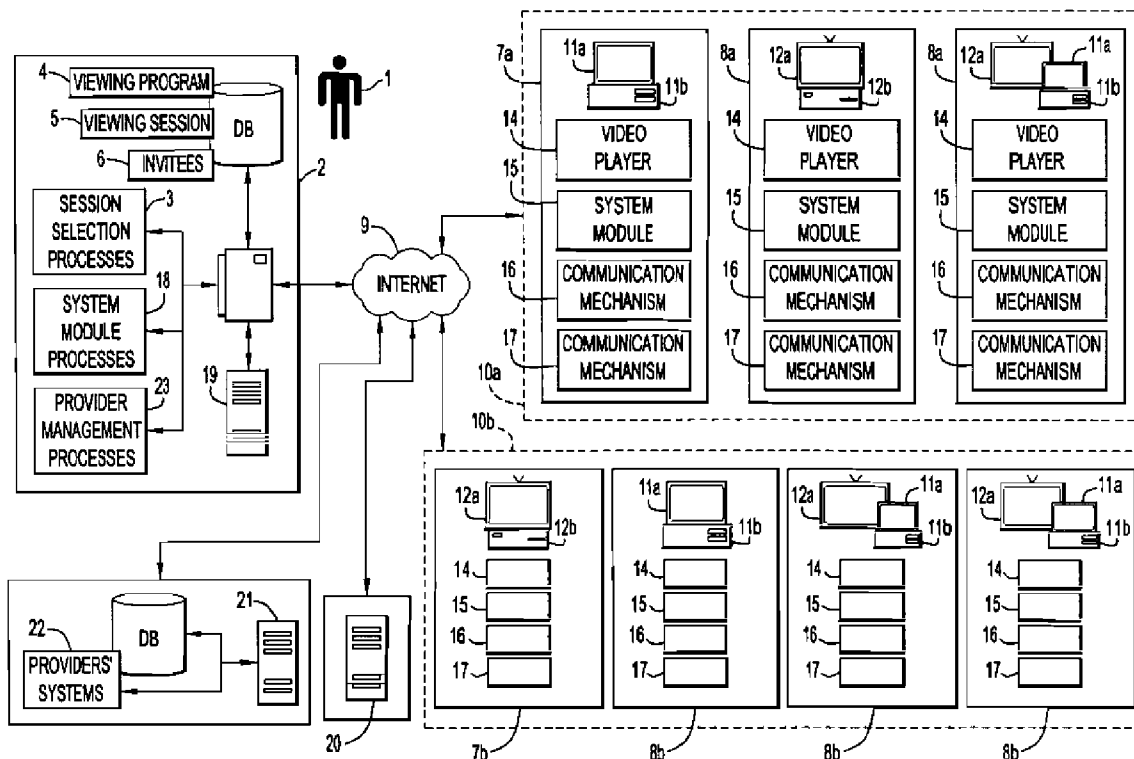 4
VIEWING PROGRAM
5
VIEWING SESSION
DB
6
INVITEES
1
2
SESSION
SELECTION
PROCESSES
3
SYSTEM
MODULE
PROCESSES
18
PROVIDER
MANAGEMENT
PROCESSES
23
19
9
INTERNET
10a
7a
11a
11b
14
VIDEO
PLAYER
15
SYSTEM
MODULE
16
COMMUNICATION
MECHANISM
17
COMMUNICATION
MECHANISM
8a
12a
12b
14
VIDEO
PLAYER
15
SYSTEM
MODULE
16
COMMUNICATION
MECHANISM
17
COMMUNICATION
MECHANISM
8a
12a
11a
11b
14
VIDEO
PLAYER
15
SYSTEM
MODULE
16
COMMUNICATION
MECHANISM
17
COMMUNICATION
MECHANISM
10b
12a
12b
14
15
16
17
7b
11a
11b
14
15
16
17
8b
12a
11a
11b
14
15
16
17
8b
12a
11a
11b
14
15
16
17
8b
22
DB
PROVIDERS'
SYSTEMS
21
20